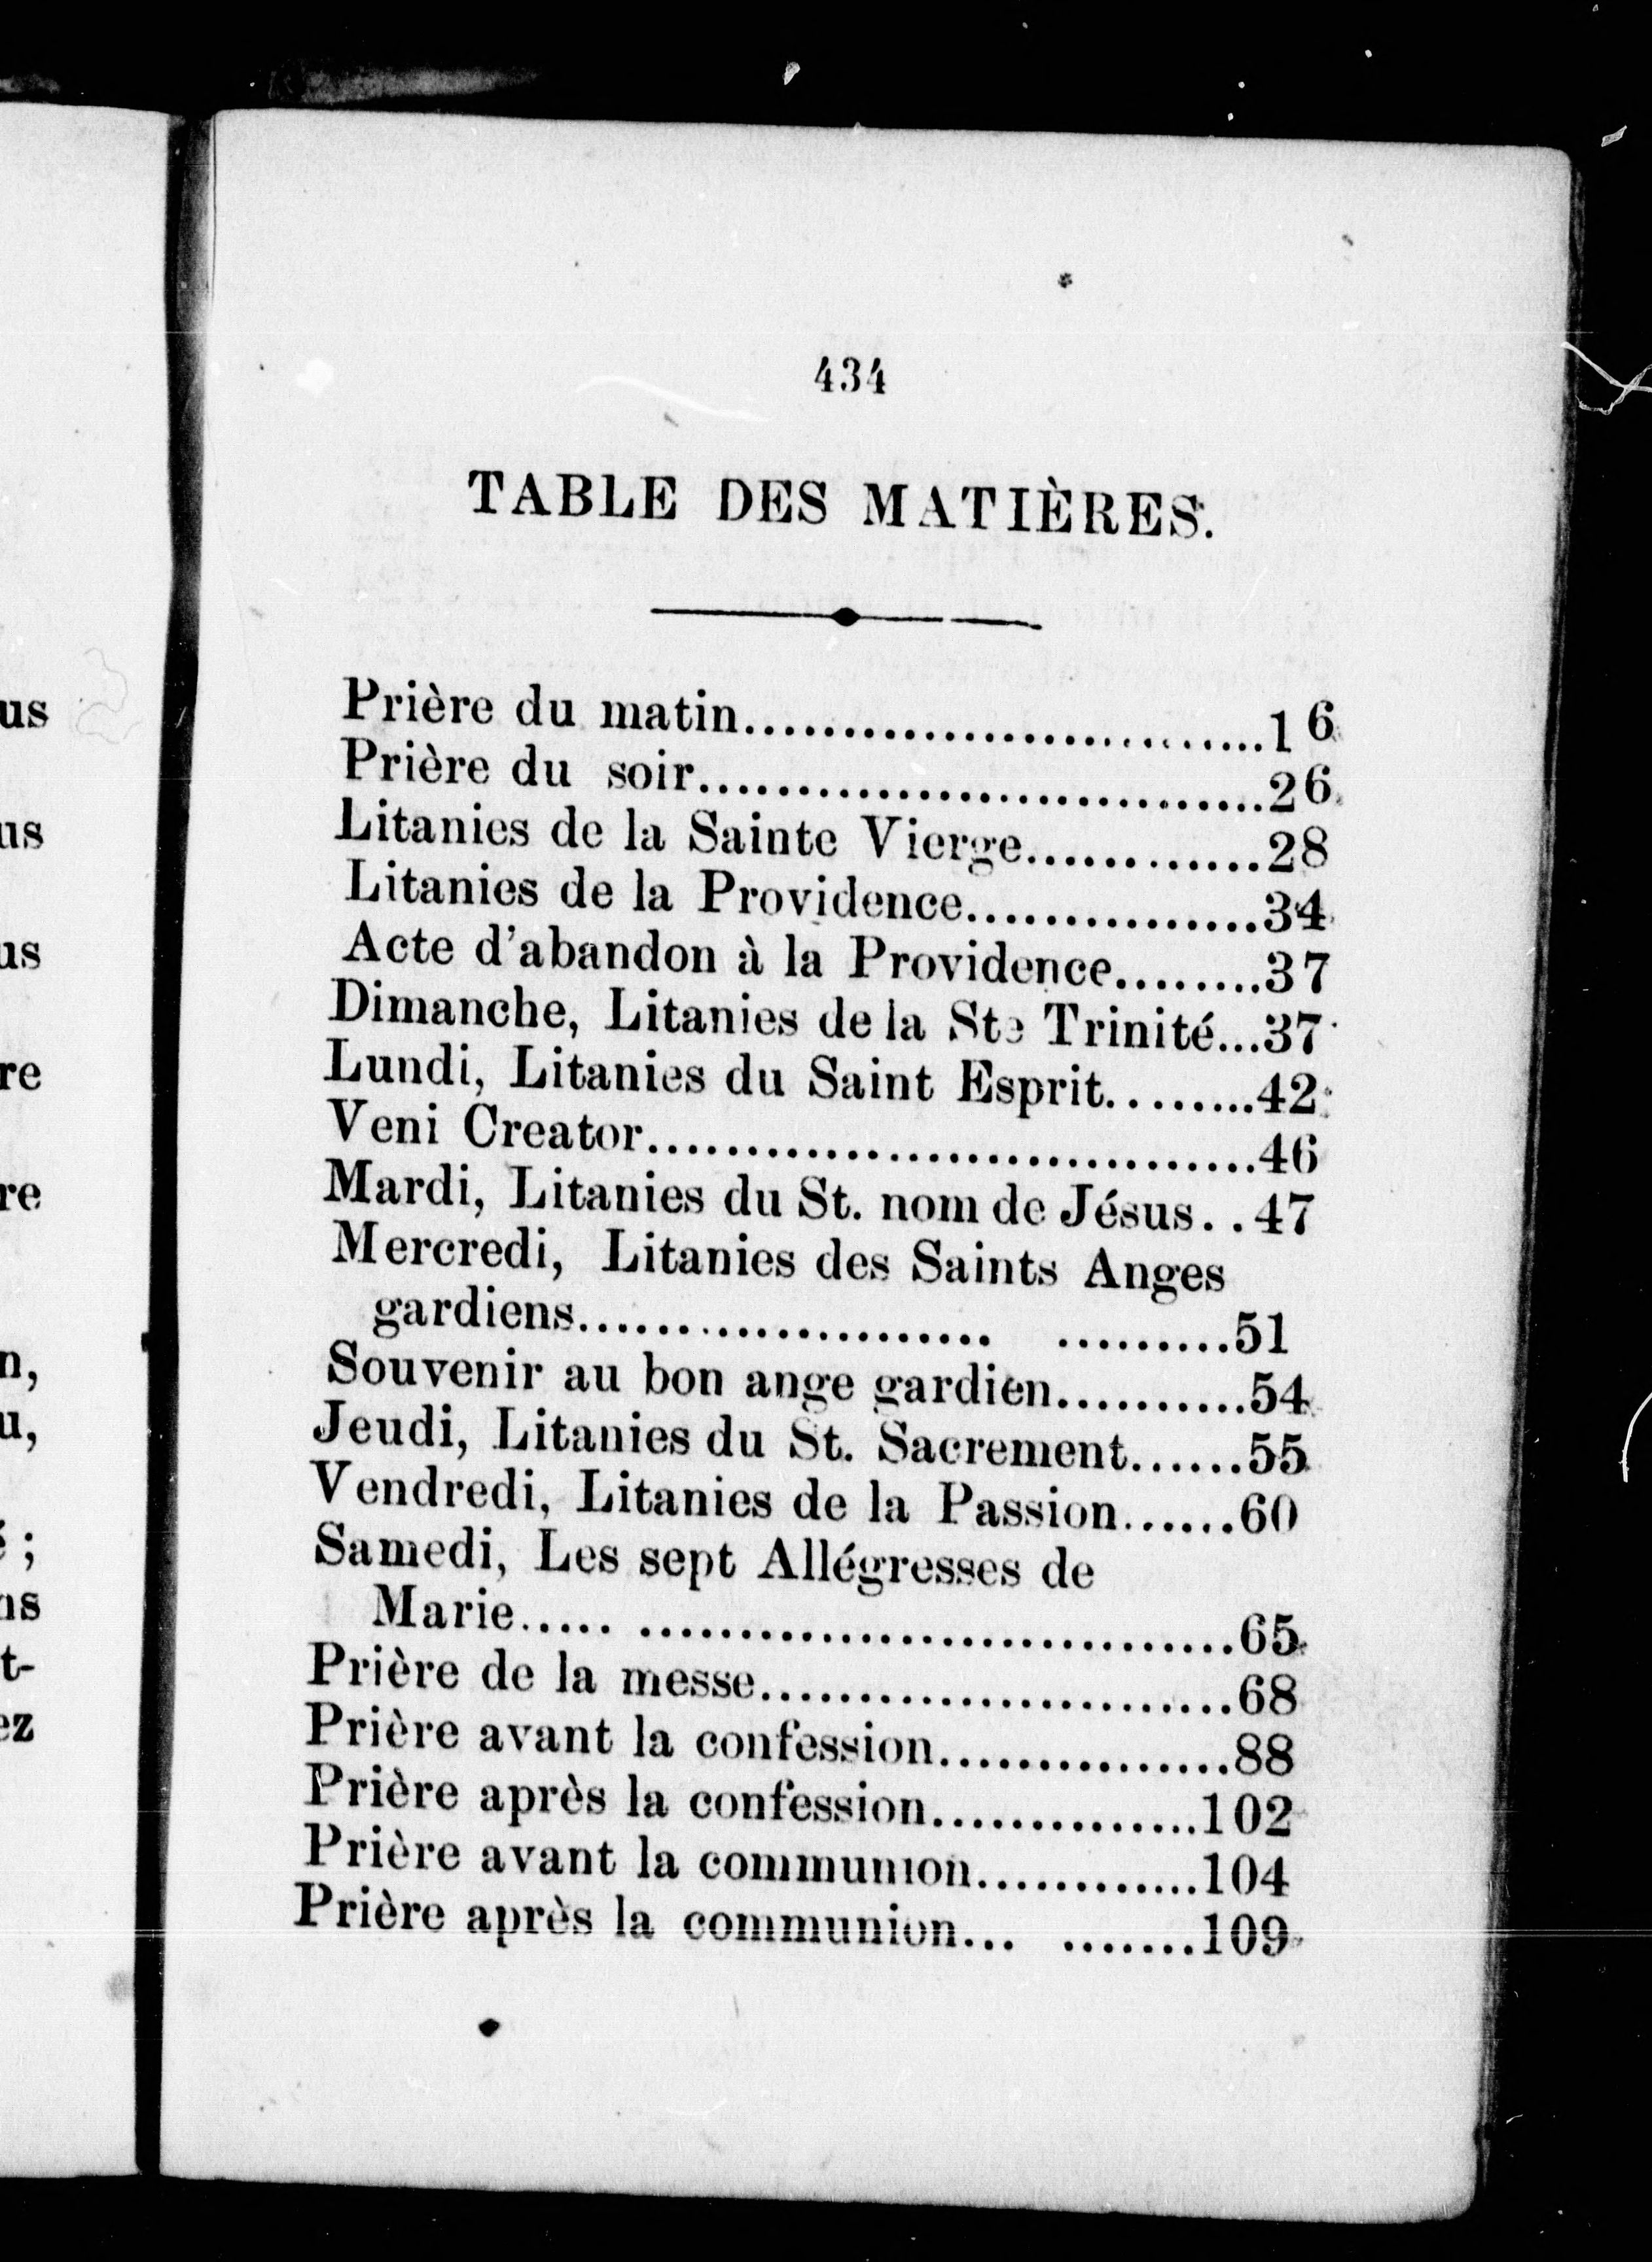 434
TABLE DES MATIÈRES.
Prière du matin..........................16
Prière du soir.............................26
Litanies de la Sainte Vierge............28
Litanies de la Providence...............34
Acte d'abandon à la Providence........37
Dimanche, Litanies de la Ste Trinité...37
Lundi, Litanies du Saint Esprit........42
Veni Creator...............................46
Mardi, Litanies du St. nom de Jésus. . 47
Mercredi, Litanies des Saints Anges
gardiens..................... .........51
Souvenir au bon ange gardien..........54
Jeudi, Litanies du St. Sacrement......55
Vendredi, Litanies de la Passion......60
Samedi, Les sept Allégresses de
Marie..... ..............................65
Prière de la messe........................68
Prière avant la confession...............88
Prière après la confession..............102
Prière avant la communion............104
Prière après la communion... .......109